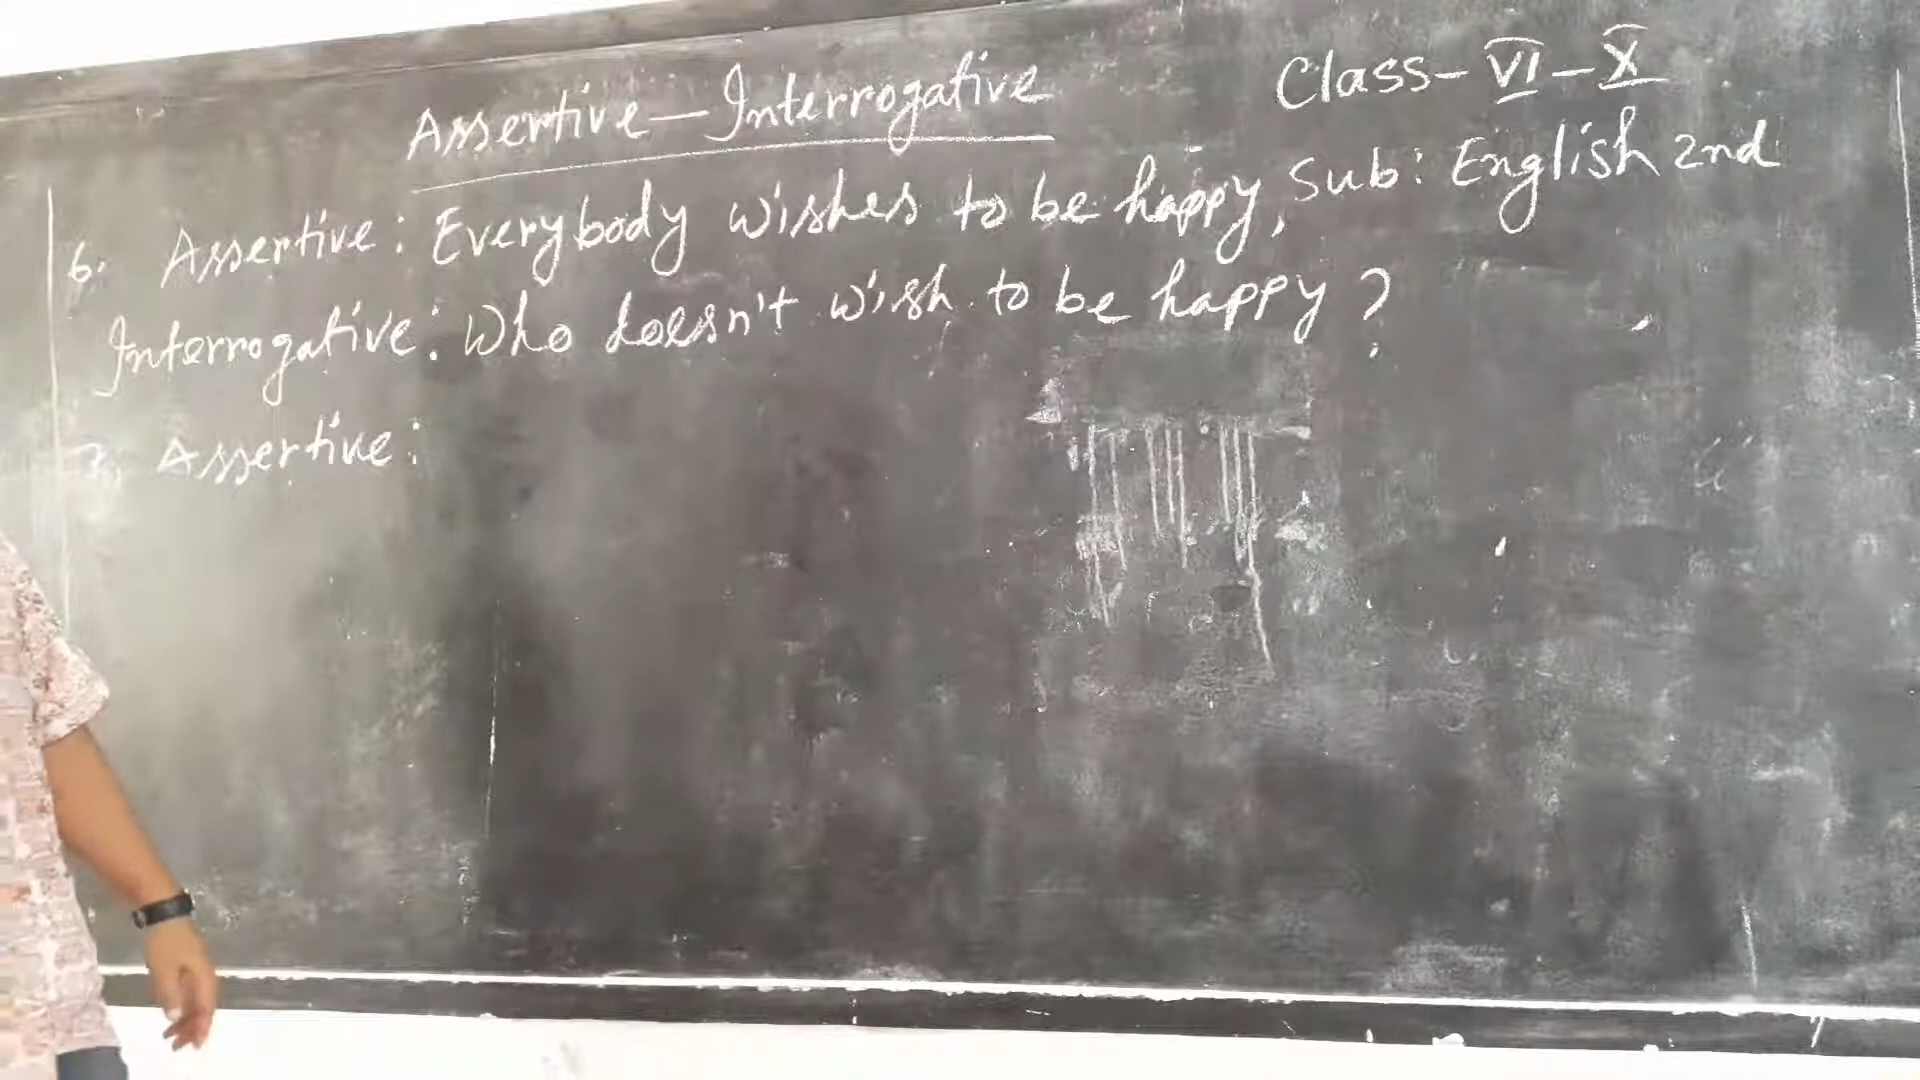 Assertive - Interrogative
Class - VI - X
Sub: English 2nd
6. Assertive: Everybody wishes to be happy.
Interrogative: Who doesn't wish to be happy?
7. Assertive: